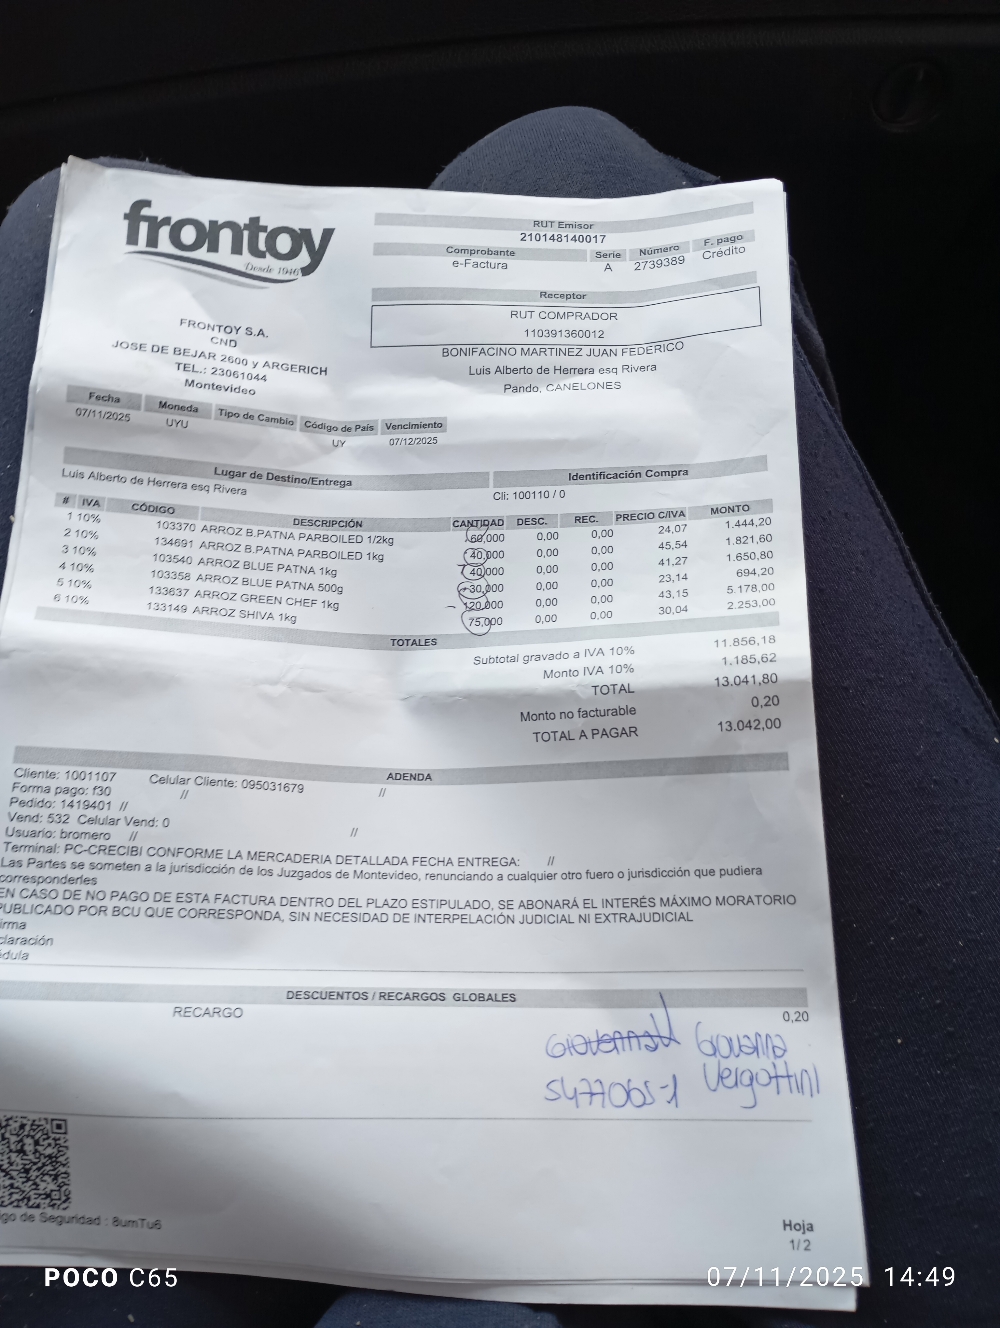 frontoy
Desde 1946
FRONTOY S.A.
CND
JOSE DE BEJAR 2600 y ARGERICH
TEL.: 23061044
Montevideo
RUT Emisor
210148140017
Comprobante Serie Número F. pago
e-Factura A 2739389 Crédito
Receptor
RUT COMPRADOR
110391360012
BONIFACINO MARTINEZ JUAN FEDERICO
Luis Alberto de Herrera esq Rivera
Pando, CANELONES
Fecha Moneda Tipo de Cambio Código de País Vencimiento
07/11/2025 UYU UY 07/12/2025
Lugar de Destino/Entrega Identificación Compra
Luis Alberto de Herrera esq Rivera Cli: 100110 / 0
# IVA CÓDIGO DESCRIPCIÓN CANTIDAD DESC. REC. PRECIO C/IVA MONTO
1 10% 103370 ARROZ B.PATNA PARBOILED 1/2kg 60,000 0,00 0,00 24,07 1.444,20
2 10% 134691 ARROZ B.PATNA PARBOILED 1kg 40,000 0,00 0,00 45,54 1.821,60
3 10% 103540 ARROZ BLUE PATNA 1kg 40,000 0,00 0,00 41,27 1.650,80
4 10% 103358 ARROZ BLUE PATNA 500g 30,000 0,00 0,00 23,14 694,20
5 10% 133637 ARROZ GREEN CHEF 1kg 120,000 0,00 0,00 43,15 5.178,00
6 10% 133149 ARROZ SHIVA 1kg 75,000 0,00 0,00 30,04 2.253,00
TOTALES
Subtotal gravado a IVA 10% 11.856,18
Monto IVA 10% 1.185,62
TOTAL 13.041,80
Monto no facturable 0,20
TOTAL A PAGAR 13.042,00
ADENDA
Cliente: 1001107 Celular Cliente: 095031679
Forma pago: f30 // //
Pedido: 1419401 //
Vend: 532 Celular Vend: 0
Usuario: bromero // //
Terminal: PC-CRECIBI CONFORME LA MERCADERIA DETALLADA FECHA ENTREGA: //
Las Partes se someten a la jurisdicción de los Juzgados de Montevideo, renunciando a cualquier otro fuero o jurisdicción que pudiera
corresponderles
EN CASO DE NO PAGO DE ESTA FACTURA DENTRO DEL PLAZO ESTIPULADO, SE ABONARÁ EL INTERÉS MÁXIMO MORATORIO
PUBLICADO POR BCU QUE CORRESPONDA, SIN NECESIDAD DE INTERPELACIÓN JUDICIAL NI EXTRAJUDICIAL
irma
claración
édula
DESCUENTOS / RECARGOS GLOBALES
RECARGO 0,20
Giovanna Giovanna
5477065-1 Vergottini
igo de Seguridad : 8umTu6
Hoja
1/ 2
POCO C65 07/11/2025 14:49